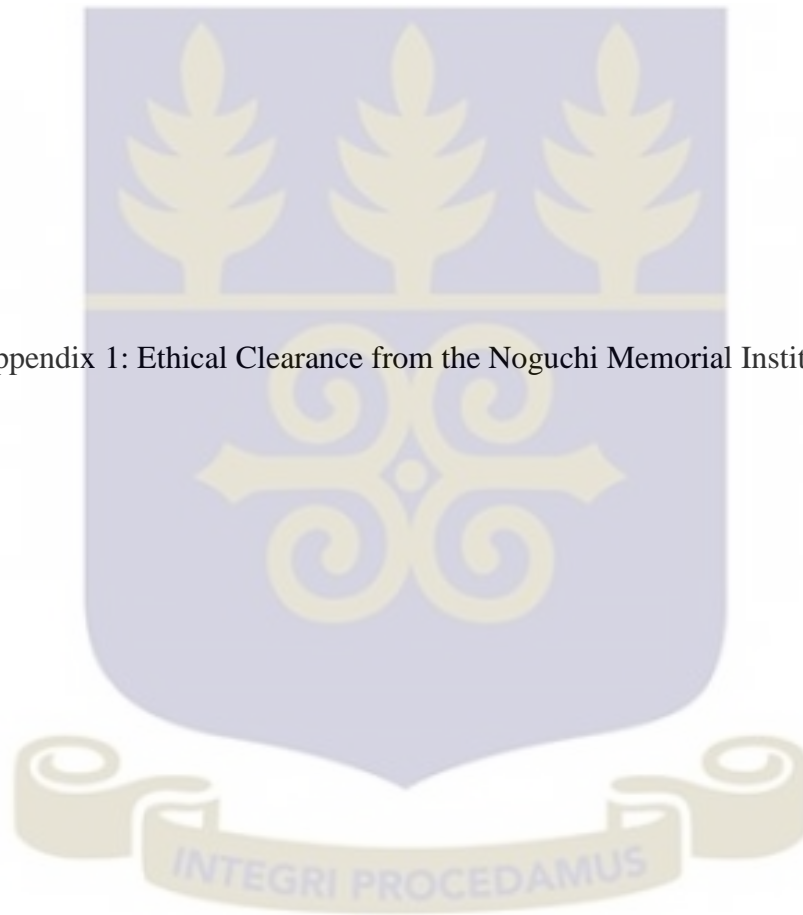 ppendix 1: Ethical Clearance from the Noguchi Memorial Instit
INTEGRI PROCEDAMUS